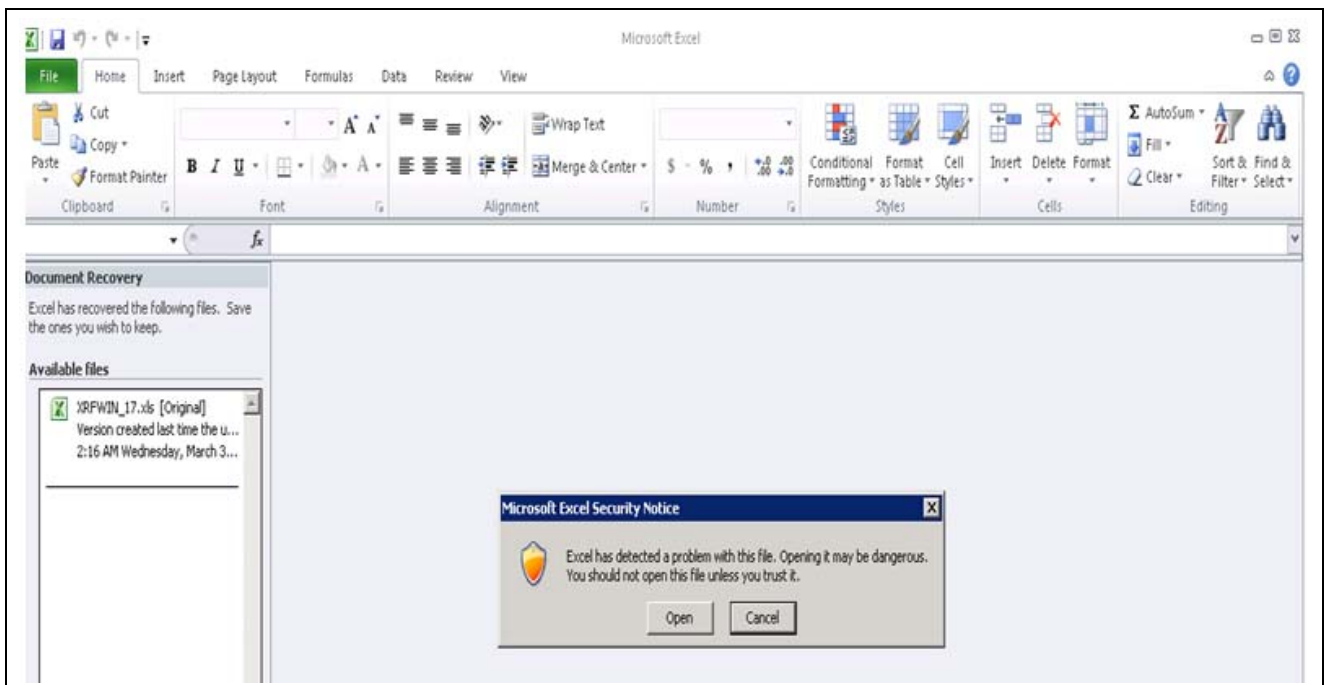 Microsoft Excel
File Home Insert Page Layout Formulas Data Review View
Cut
Copy
Format Painter
Paste
Clipboard
B I U A A A
Font
Wrap Text
Merge & Center
Alignment
$ % , .00 .00
Number
Conditional Formatting
Format as Table
Cell Styles
Styles
Insert Delete Format
Cells
Σ AutoSum
Fill
Clear
Sort & Filter
Find & Select
Editing
fx
Document Recovery
Excel has recovered the following files. Save
the ones you wish to keep.
Available files
XRFWIN_17.xls [Original]
Version created last time the u...
2:16 AM Wednesday, March 3...
Microsoft Excel Security Notice
Excel has detected a problem with this file. Opening it may be dangerous.
You should not open this file unless you trust it.
Open Cancel